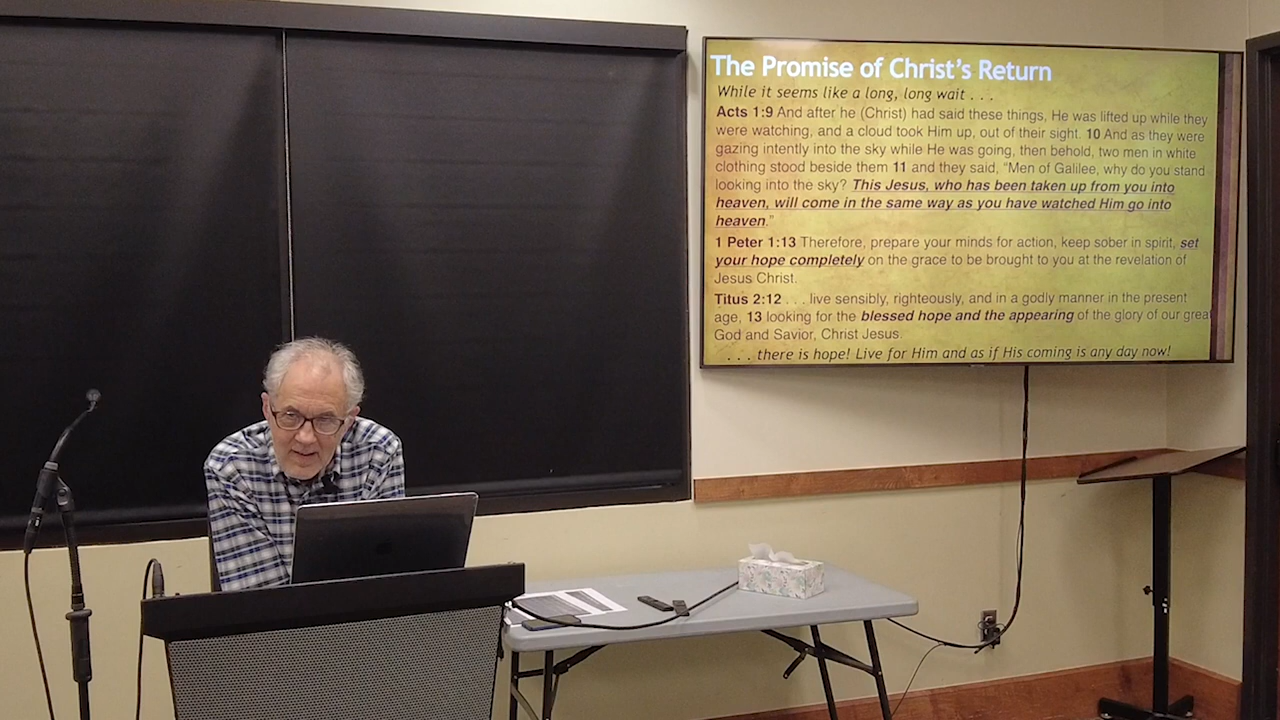 The Promise of Christ's Return
While it seems like a long, long wait . . .
Acts 1:9 And after he (Christ) had said these things, He was lifted up while they
were watching, and a cloud took Him up, out of their sight. 10 And as they were
gazing intently into the sky while He was going, then behold, two men in white
clothing stood beside them 11 and they said, "Men of Galilee, why do you stand
looking into the sky? This Jesus, who has been taken up from you into
heaven, will come in the same way as you have watched Him go into
heaven."
1 Peter 1:13 Therefore, prepare your minds for action, keep sober in spirit, set
your hope completely on the grace to be brought to you at the revelation of
Jesus Christ.
Titus 2:12 . . . live sensibly, righteously, and in a godly manner in the present
age, 13 looking for the blessed hope and the appearing of the glory of our great
God and Savior, Christ Jesus.
. . . there is hope! Live for Him and as if His coming is any day now!